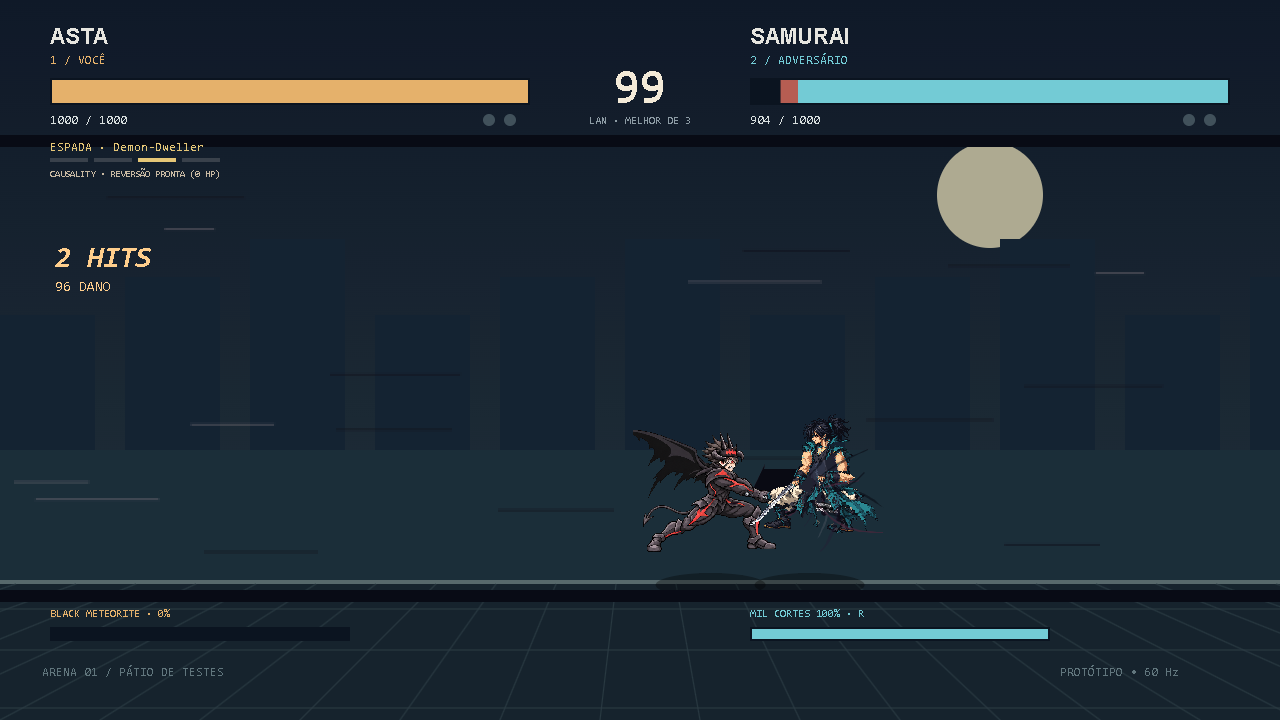 ASTA
1 / VOCÊ
1000 / 1000
99
LAN • MELHOR DE 3
SAMURAI
2 / ADVERSÁRIO
904 / 1000
ESPADA · Demon-Dweller
CAUSALITY · REVERSÃO PRONTA (0 HP)
2 HITS
96 DANO
BLACK METEORITE · 0%
MIL CORTES 100% · R
ARENA 01 / PÁTIO DE TESTES
PROTÓTIPO • 60 Hz